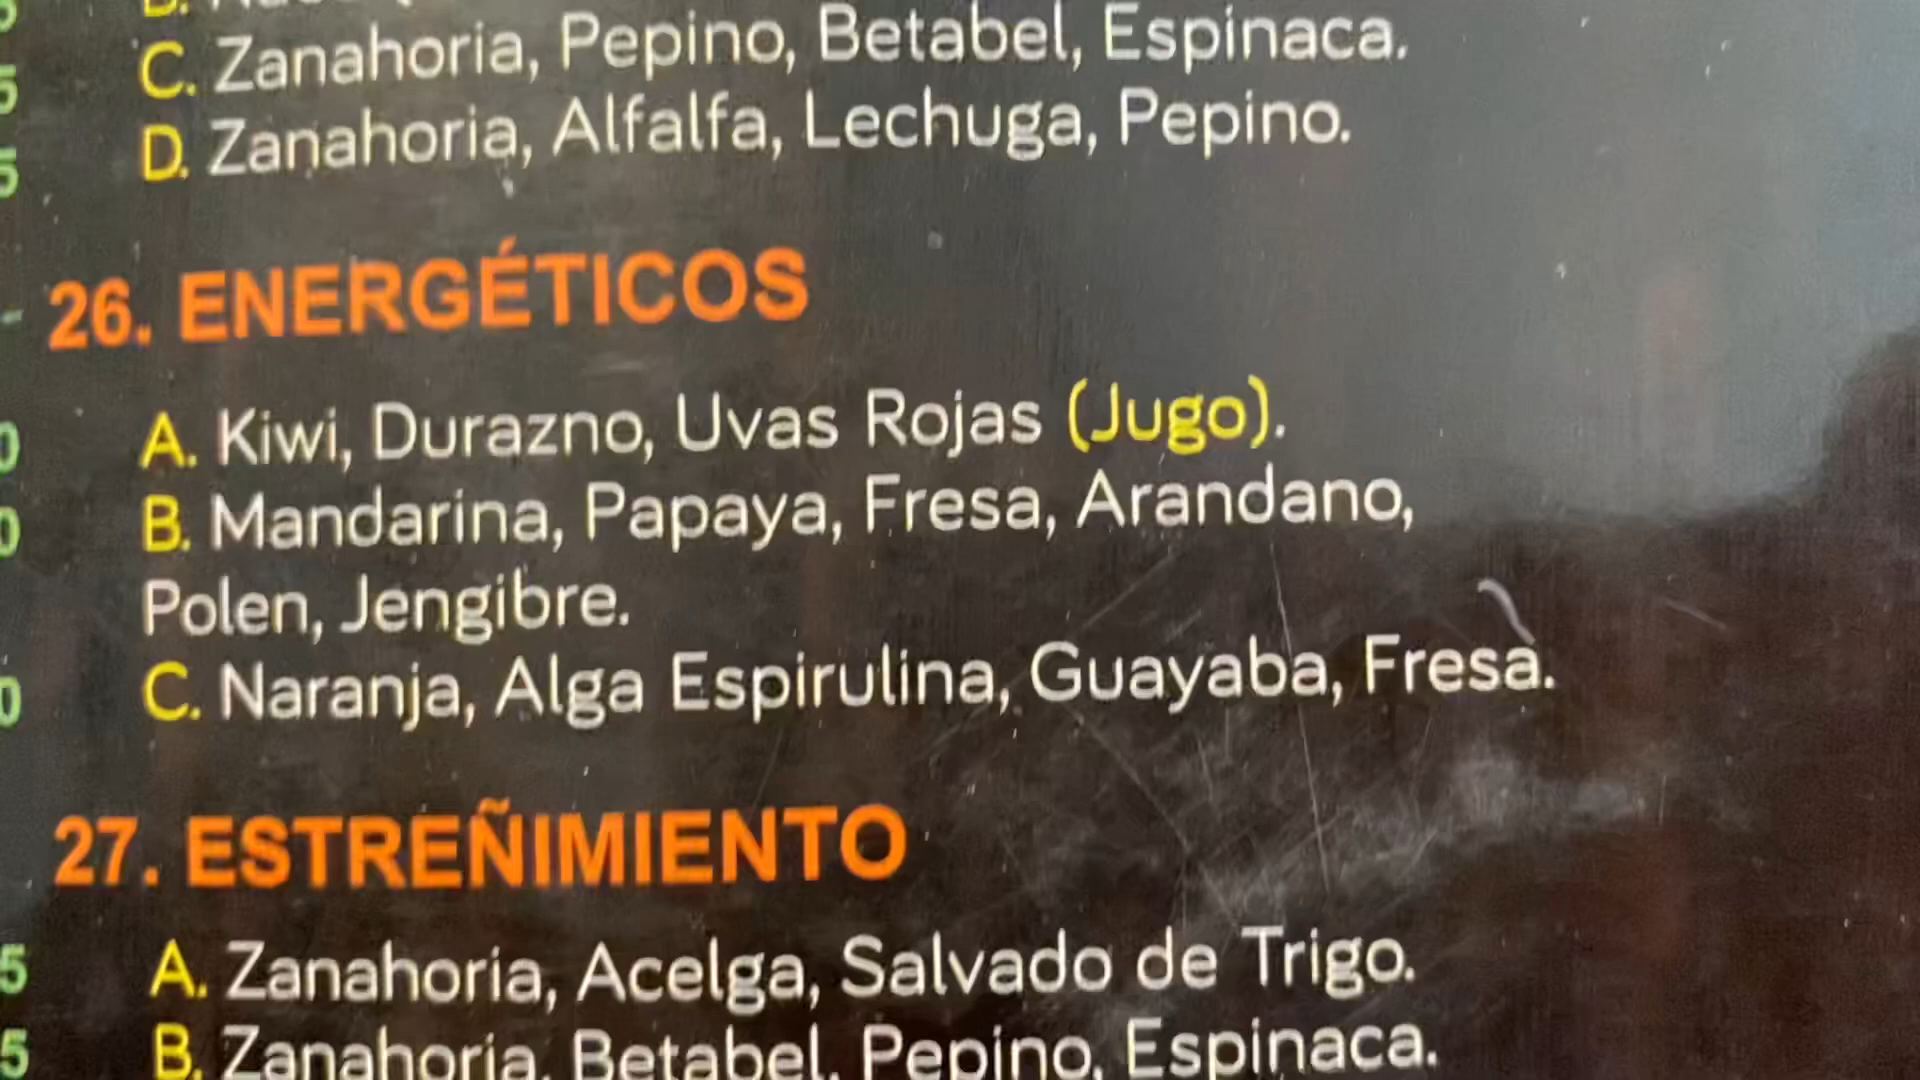 C. Zanahoria, Pepino, Betabel, Espinaca.
D. Zanahoria, Alfalfa, Lechuga, Pepino.
26. ENERGÉTICOS
A. Kiwi, Durazno, Uvas Rojas (Jugo).
B. Mandarina, Papaya, Fresa, Arandano,
Polen, Jengibre.
C. Naranja, Alga Espirulina, Guayaba, Fresa.
27. ESTREÑIMIENTO
A. Zanahoria, Acelga, Salvado de Trigo.
B. Zanahoria, Betabel, Pepino, Espinaca.